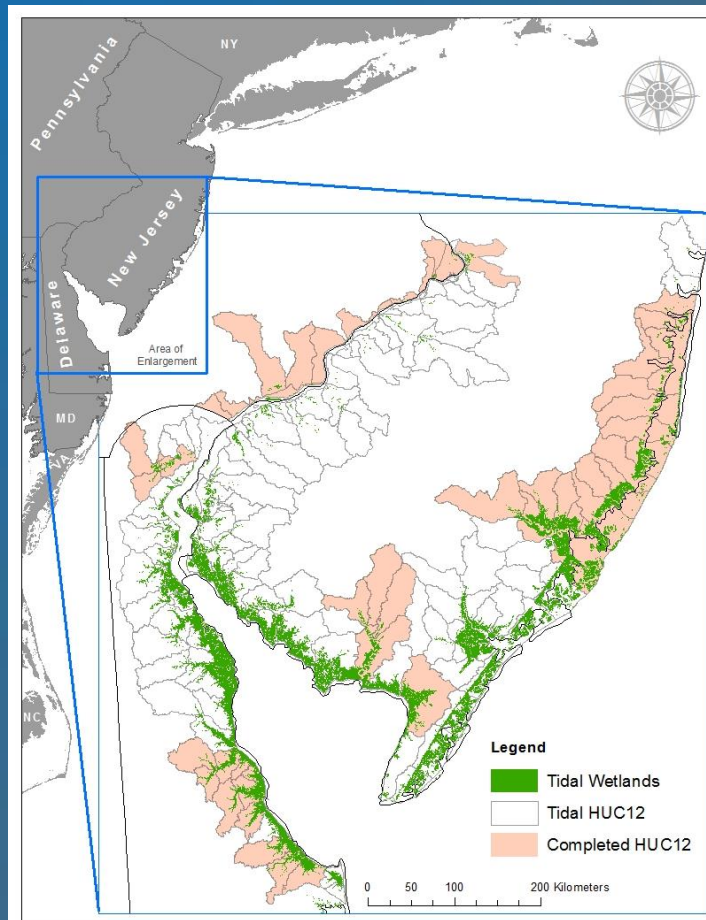 NY
Pennsylvania
New Jersey
Delaware
Area of
Enlargement
MD
VA
NC
Legend
Tidal Wetlands
Tidal HUC12
Completed HUC12
0 50 100 200 Kilometers